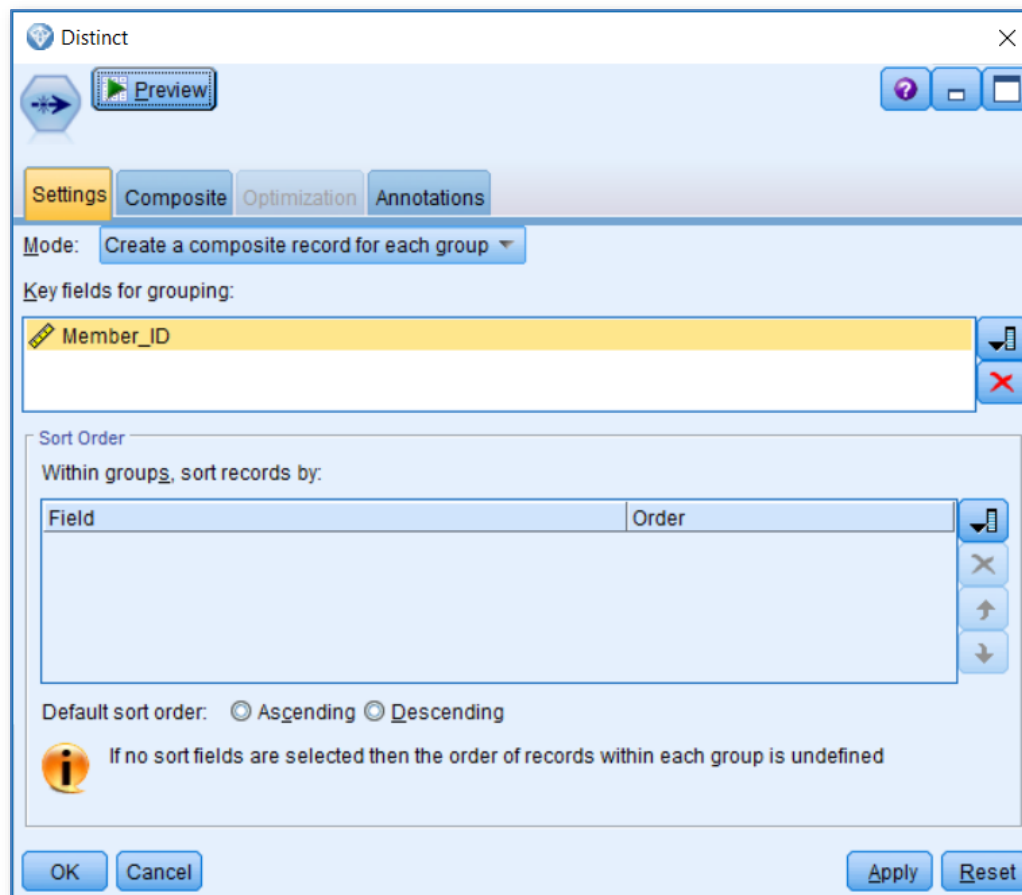 Distinct
Preview
Settings Composite Optimization Annotations
Mode: Create a composite record for each group
Key fields for grouping:
Member_ID
Sort Order
Within groups, sort records by:
Field Order
Default sort order: Ascending Descending
If no sort fields are selected then the order of records within each group is undefined
OK Cancel Apply Reset